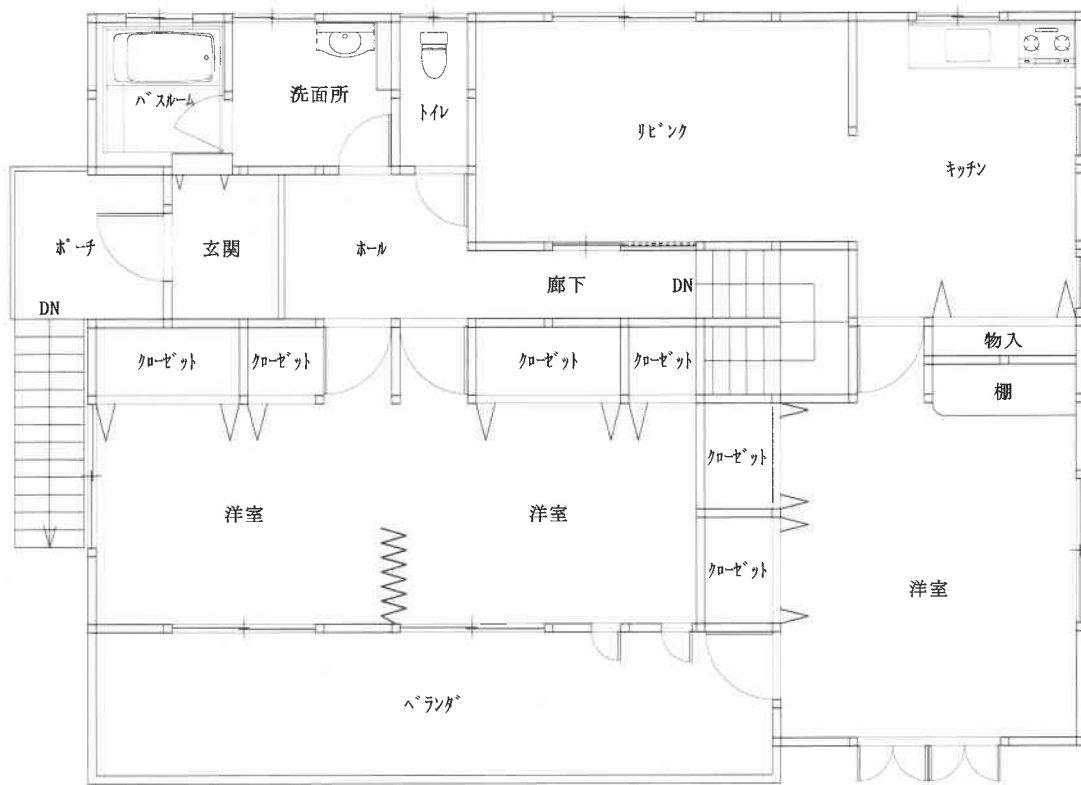 バスルーム
洗面所
トイレ
リビンク
キッチン
ポーチ
玄関
ホール
廊下
DN
DN
物入
棚
クローゼット
クローゼット
クローゼット
クローゼット
クローゼット
クローゼット
洋室
洋室
洋室
ベランダ